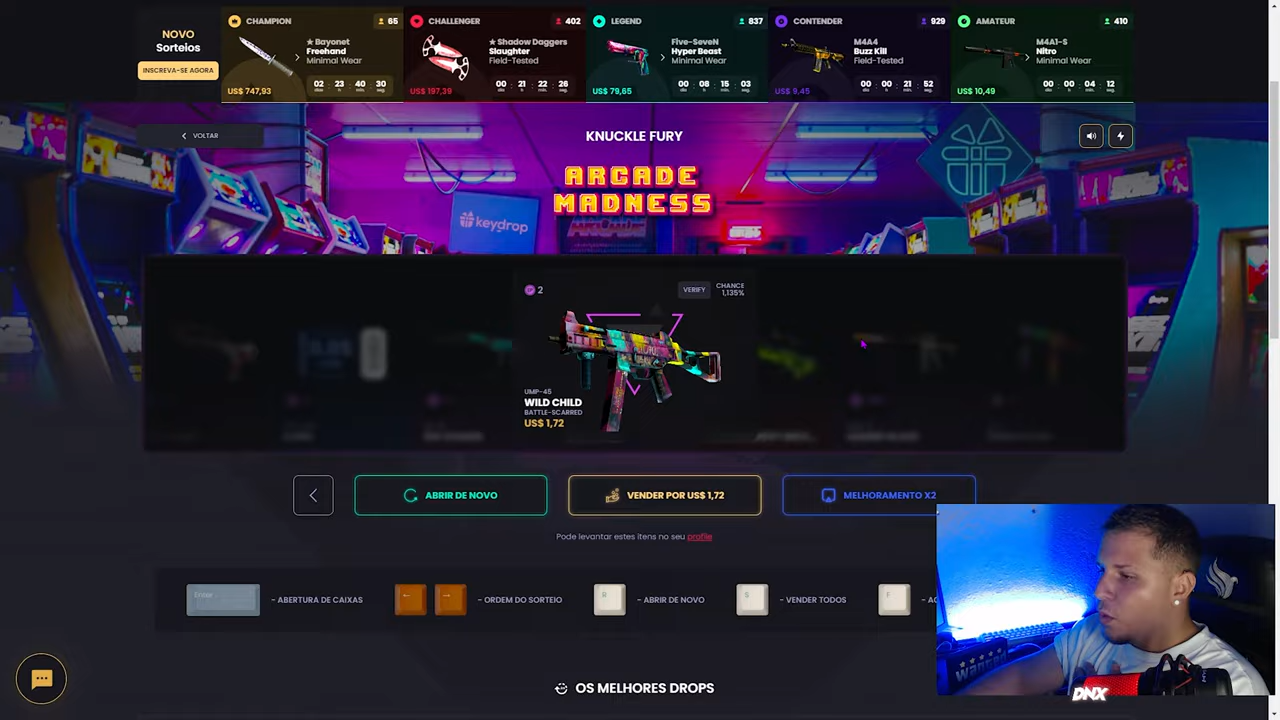 NOVO
Sorteios
INSCREVA-SE AGORA
CHAMPION
65
★ Bayonet
Freehand
Minimal Wear
US$ 747,93
02 23 40 30
CHALLENGER
402
★ Shadow Daggers
Slaughter
Field-Tested
US$ 197,39
00 21 22 26
LEGEND
837
Five-SeveN
Hyper Beast
Minimal Wear
US$ 79,65
00 08 15 03
CONTENDER
929
M4A4
Buzz Kill
Field-Tested
US$ 9,45
00 00 21 52
AMATEUR
410
M4A1-S
Nitro
Minimal Wear
US$ 10,49
00 00 04 12
VOLTAR
KNUCKLE FURY
ARCADE
MADNESS
keydrop
2
VERIFY
CHANCE
1,135%
UMP-45
WILD CHILD
BATTLE-SCARRED
US$ 1,72
ABRIR DE NOVO
VENDER POR US$ 1,72
MELHORAMENTO X2
Pode levantar estes itens no seu profile
Enter
- ABERTURA DE CAIXAS
← →
- ORDEM DO SORTEIO
R
- ABRIR DE NOVO
S
- VENDER TODOS
F
OS MELHORES DROPS
Wanted
DNX